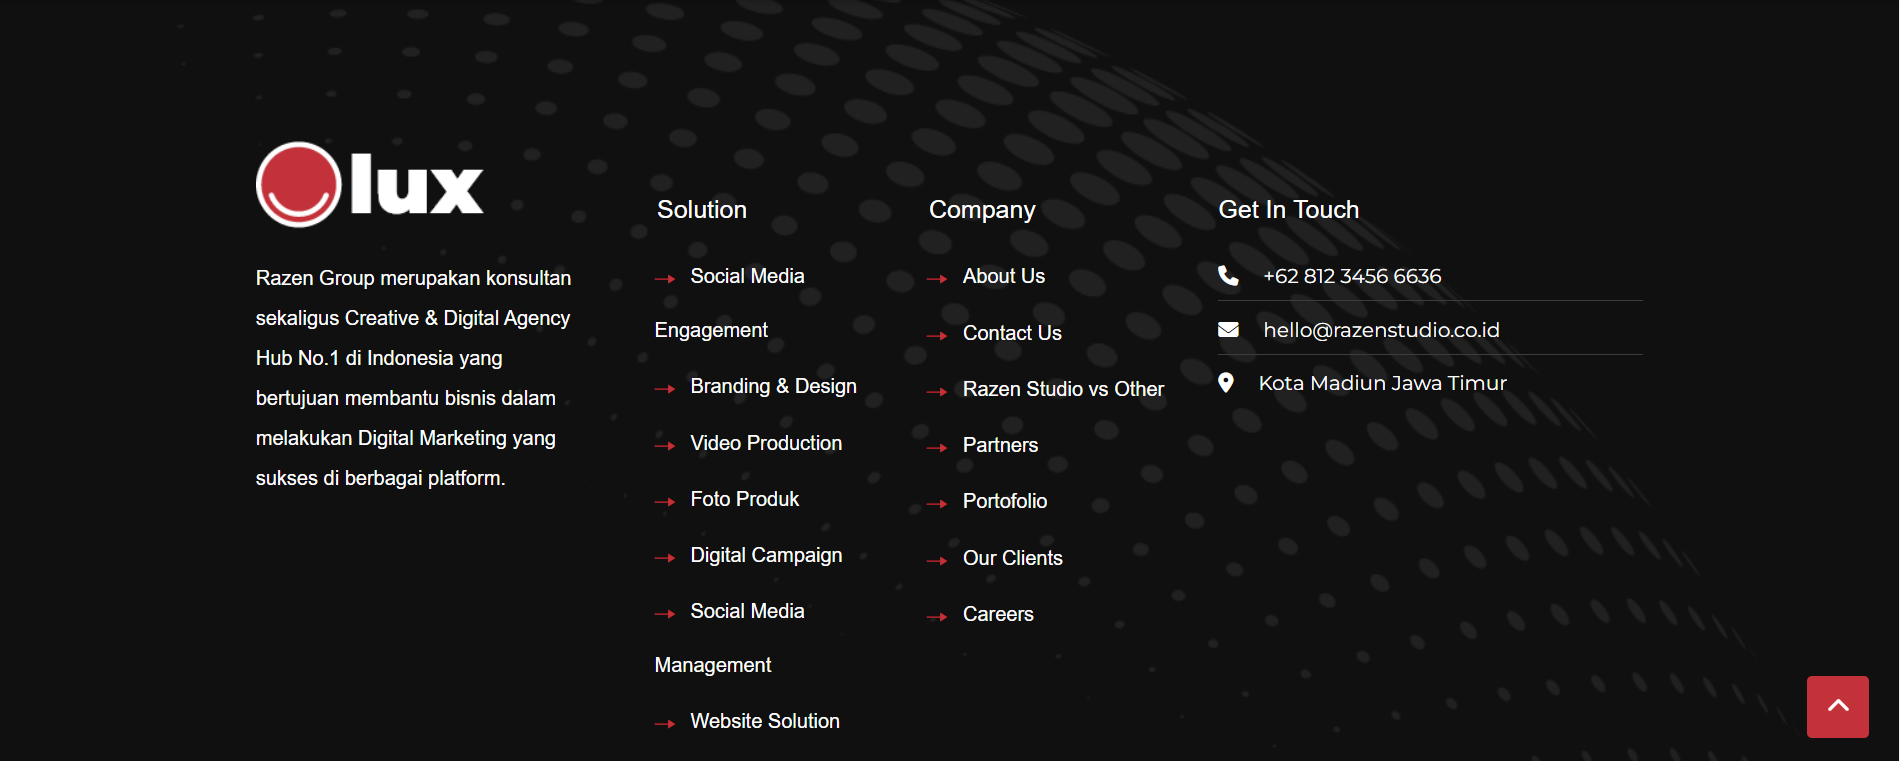 lux
Razen Group merupakan konsultan
sekaligus Creative & Digital Agency
Hub No.1 di Indonesia yang
bertujuan membantu bisnis dalam
melakukan Digital Marketing yang
sukses di berbagai platform.
Solution
Social Media
Engagement
Branding & Design
Video Production
Foto Produk
Digital Campaign
Social Media
Management
Website Solution
Company
About Us
Contact Us
Razen Studio vs Other
Partners
Portofolio
Our Clients
Careers
Get In Touch
+62 812 3456 6636
hello@razenstudio.co.id
Kota Madiun Jawa Timur